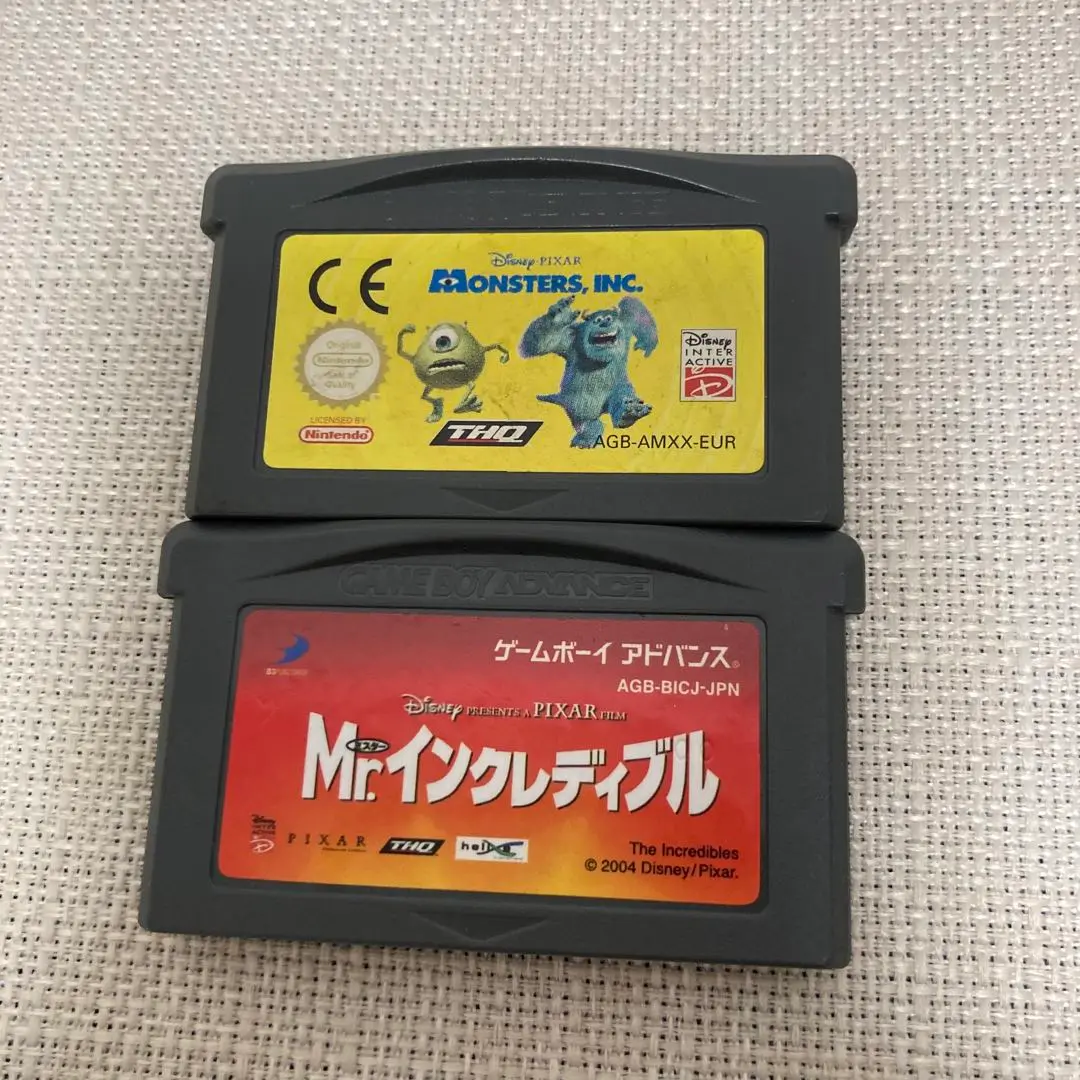 CE
Disney·PIXAR
MONSTERS, INC.
Original
Nintendo
Seal of
Quality
DISNEY
INTER
ACTIVE
LICENSED BY
Nintendo
THQ
AGB-AMXX-EUR
GAME BOY ADVANCE
ゲームボーイ アドバンス
AGB-BICJ-JPN
DISNEY PRESENTS A PIXAR FILM
ミスター
Mr.インクレディブル
PIXAR
THQ
The Incredibles
© 2004 Disney/Pixar.